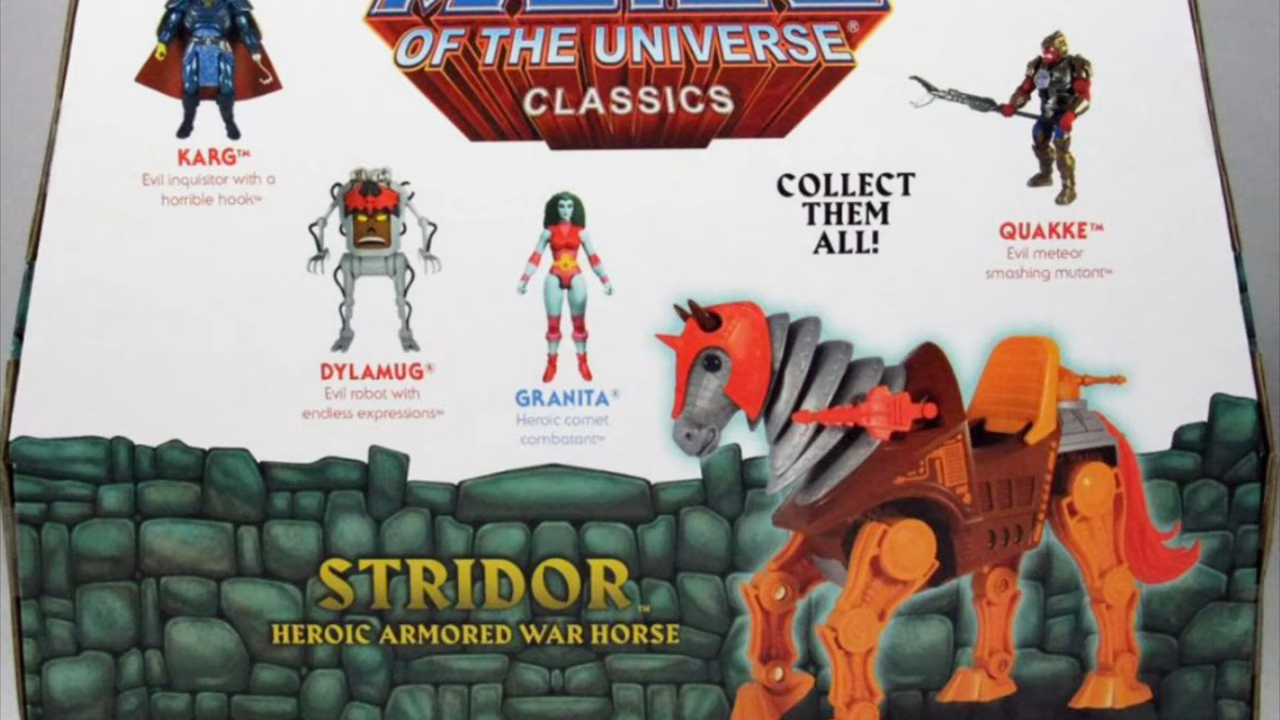 OF THE UNIVERSE®
CLASSICS
KARG™
Evil inquisitor with a
horrible hook™
DYLAMUG®
Evil robot with
endless expressions™
GRANITA®
Heroic comet
combatant™
COLLECT
THEM
ALL!
QUAKKE™
Evil meteor
smashing mutant™
STRIDOR™
HEROIC ARMORED WAR HORSE